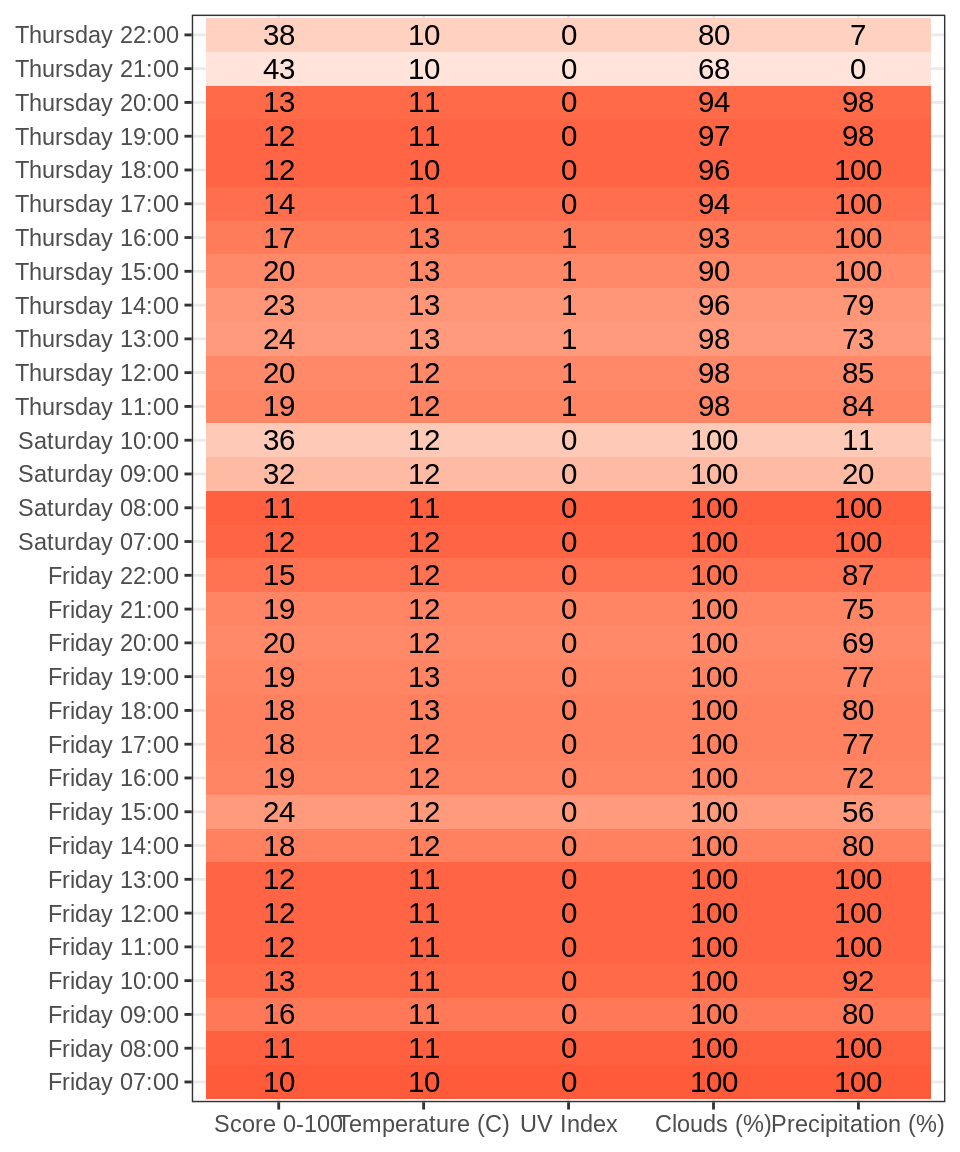 Thursday 22:00 38 10 0 80 7
Thursday 21:00 43 10 0 68 0
Thursday 20:00 13 11 0 94 98
Thursday 19:00 12 11 0 97 98
Thursday 18:00 12 10 0 96 100
Thursday 17:00 14 11 0 94 100
Thursday 16:00 17 13 1 93 100
Thursday 15:00 20 13 1 90 100
Thursday 14:00 23 13 1 96 79
Thursday 13:00 24 13 1 98 73
Thursday 12:00 20 12 1 98 85
Thursday 11:00 19 12 1 98 84
Saturday 10:00 36 12 0 100 11
Saturday 09:00 32 12 0 100 20
Saturday 08:00 11 11 0 100 100
Saturday 07:00 12 12 0 100 100
Friday 22:00 15 12 0 100 87
Friday 21:00 19 12 0 100 75
Friday 20:00 20 12 0 100 69
Friday 19:00 19 13 0 100 77
Friday 18:00 18 13 0 100 80
Friday 17:00 18 12 0 100 77
Friday 16:00 19 12 0 100 72
Friday 15:00 24 12 0 100 56
Friday 14:00 18 12 0 100 80
Friday 13:00 12 11 0 100 100
Friday 12:00 12 11 0 100 100
Friday 11:00 12 11 0 100 100
Friday 10:00 13 11 0 100 92
Friday 09:00 16 11 0 100 80
Friday 08:00 11 11 0 100 100
Friday 07:00 10 10 0 100 100
Score 0-100 Temperature (C) UV Index Clouds (%) Precipitation (%)